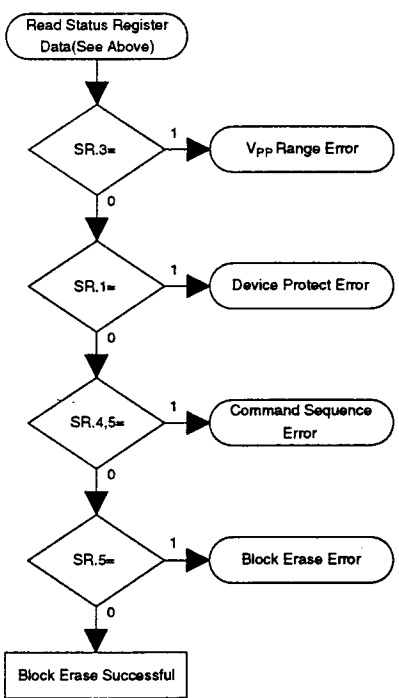 Read Status Register
Data(See Above)
SR.3=
1
VPP Range Error
0
SR.1=
1
Device Protect Error
0
SR.4,5=
1
Command Sequence
Error
0
SR.5=
1
Block Erase Error
0
Block Erase Successful